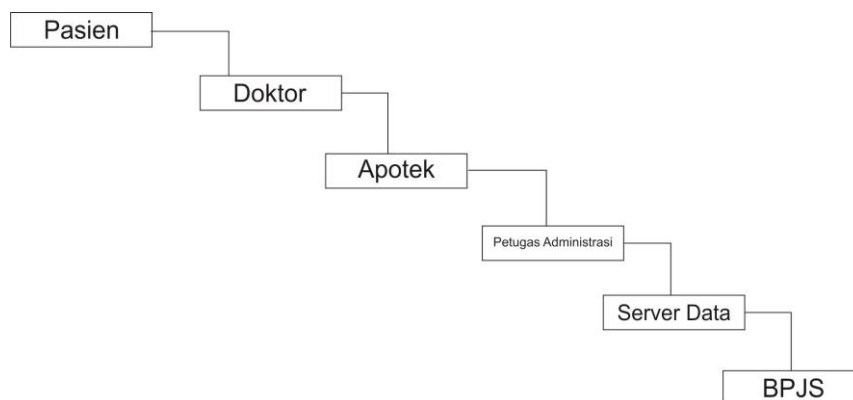 Pasien
Doktor
Apotek
Petugas Administrasi
Server Data
BPJS